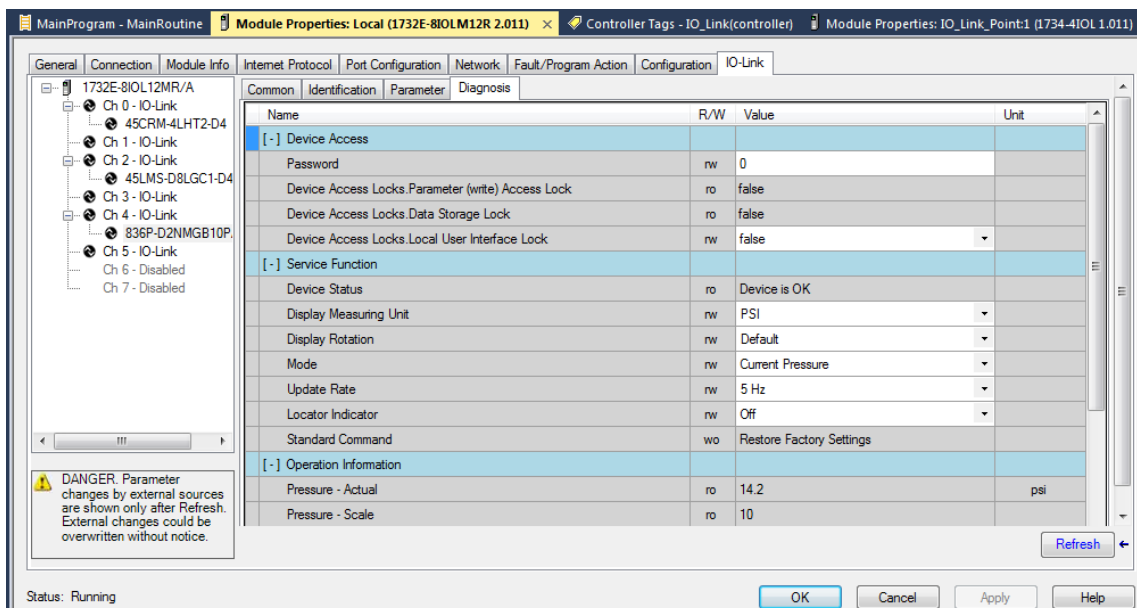 MainProgram - MainRoutine Module Properties: Local (1732E-8IOLM12R 2.011) × Controller Tags - IO_Link(controller) Module Properties: IO_Link_Point:1 (1734-4IOL 1.011)
General Connection Module Info Internet Protocol Port Configuration Network Fault/Program Action Configuration IO-Link
1732E-8IOL12MR/A
Ch 0 - IO-Link
45CRM-4LHT2-D4
Ch 1 - IO-Link
Ch 2 - IO-Link
45LMS-D8LGC1-D4
Ch 3 - IO-Link
Ch 4 - IO-Link
836P-D2NMGB10P
Ch 5 - IO-Link
Ch 6 - Disabled
Ch 7 - Disabled
DANGER. Parameter
changes by external sources
are shown only after Refresh.
External changes could be
overwritten without notice.
Common Identification Parameter Diagnosis
Name R/W Value Unit
[-] Device Access
Password rw 0
Device Access Locks.Parameter (write) Access Lock ro false
Device Access Locks.Data Storage Lock ro false
Device Access Locks.Local User Interface Lock rw false
[-] Service Function
Device Status ro Device is OK
Display Measuring Unit rw PSI
Display Rotation rw Default
Mode rw Current Pressure
Update Rate rw 5 Hz
Locator Indicator rw Off
Standard Command wo Restore Factory Settings
[-] Operation Information
Pressure - Actual ro 14.2 psi
Pressure - Scale ro 10
Refresh
Status: Running
OK Cancel Apply Help